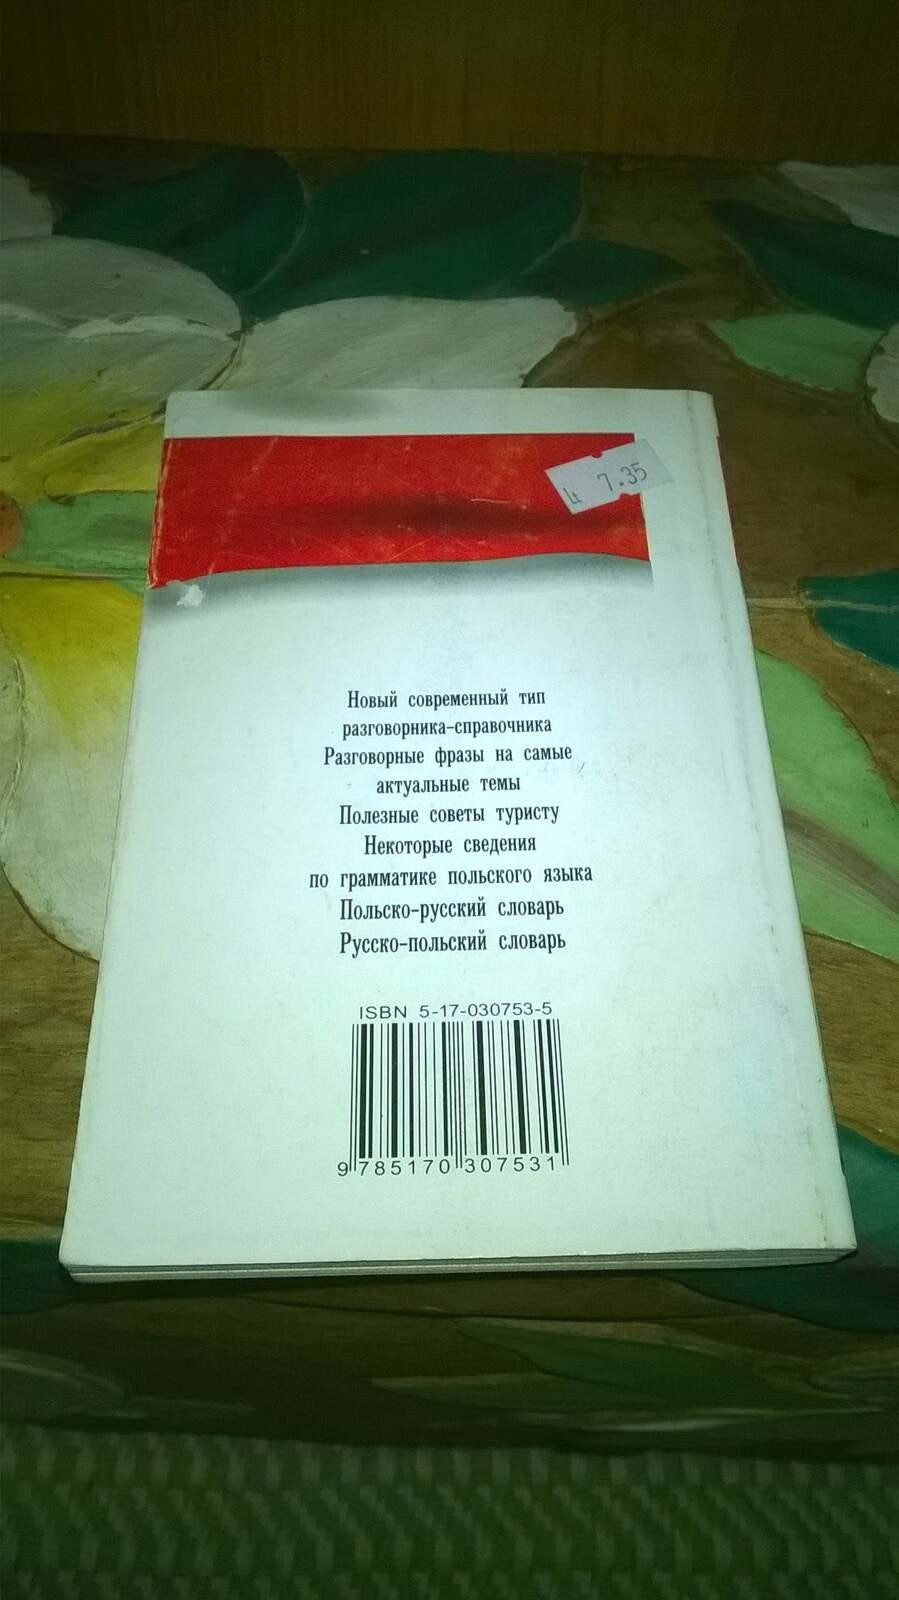 4 7.35
Новый современный тип
разговорника-справочника
Разговорные фразы на самые
актуальные темы
Полезные советы туристу
Некоторые сведения
по грамматике польского языка
Польско-русский словарь
Русско-польский словарь
ISBN 5-17-030753-5
9 785170 307531